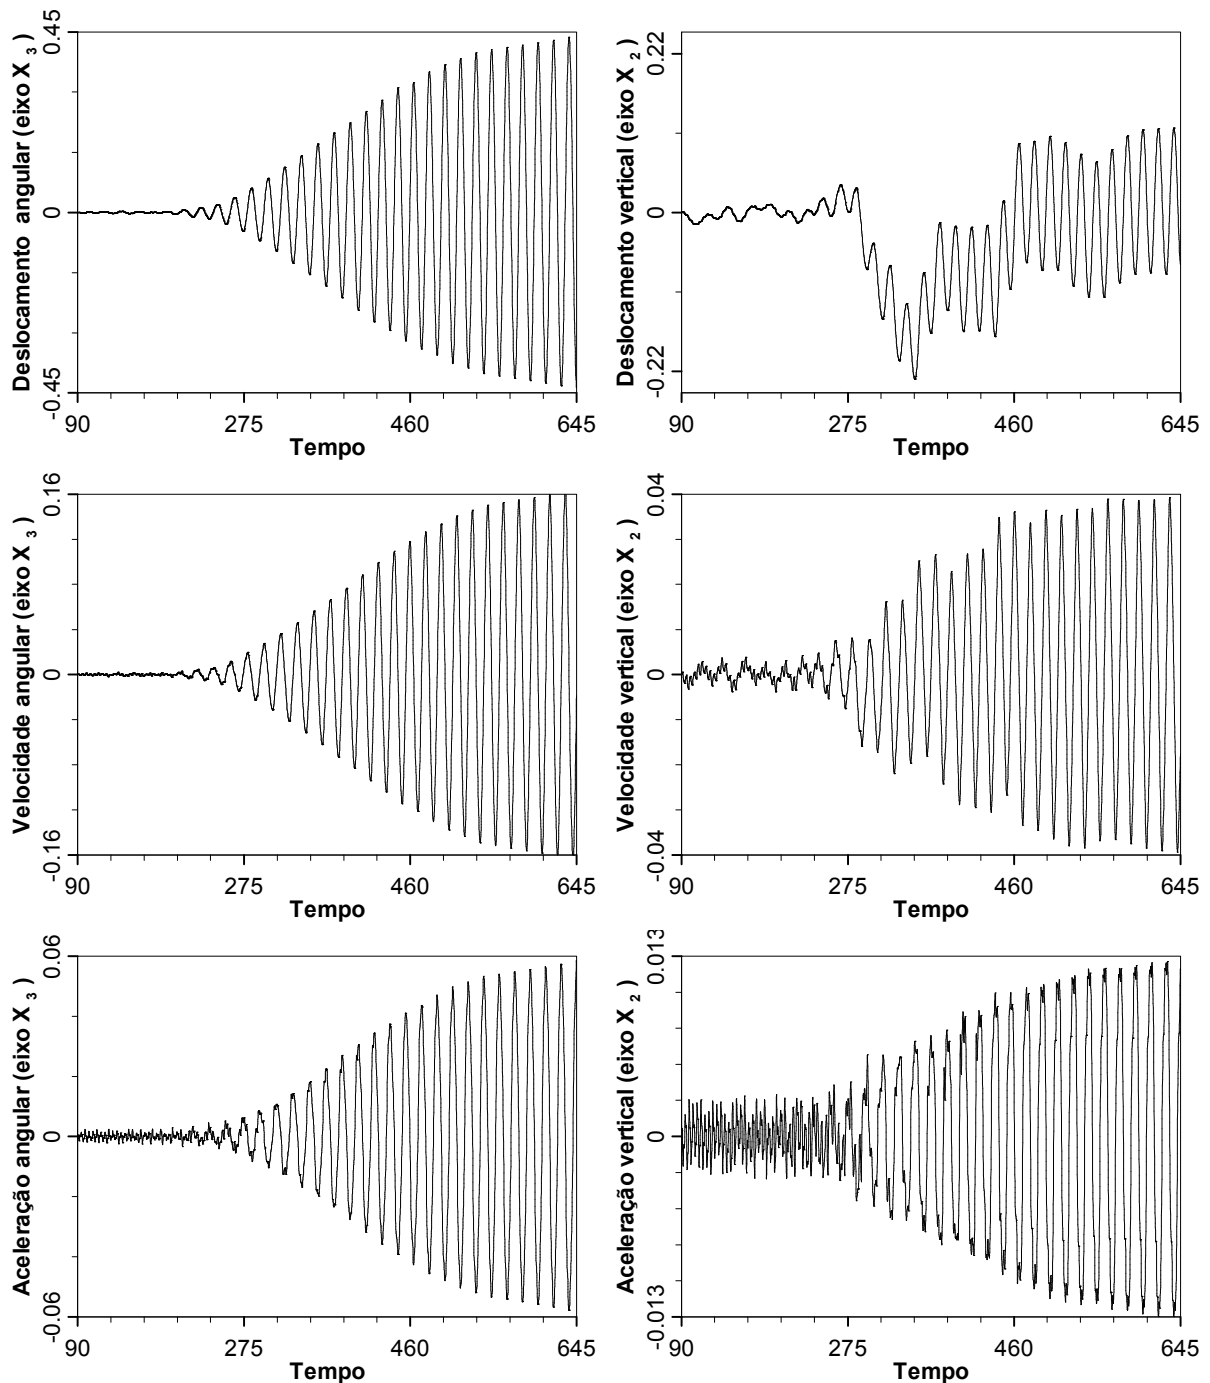 Deslocamento angular (eixo X 3)
0.45
0
-0.45
90 275 460 645
Tempo
Deslocamento vertical (eixo X 2)
0.22
0
-0.22
90 275 460 645
Tempo
Velocidade angular (eixo X 3)
0.16
0
-0.16
90 275 460 645
Tempo
Velocidade vertical (eixo X 2)
0.04
0
-0.04
90 275 460 645
Tempo
Aceleração angular (eixo X 3)
0.06
0
-0.06
90 275 460 645
Tempo
Aceleração vertical (eixo X 2)
0.013
0
-0.013
90 275 460 645
Tempo